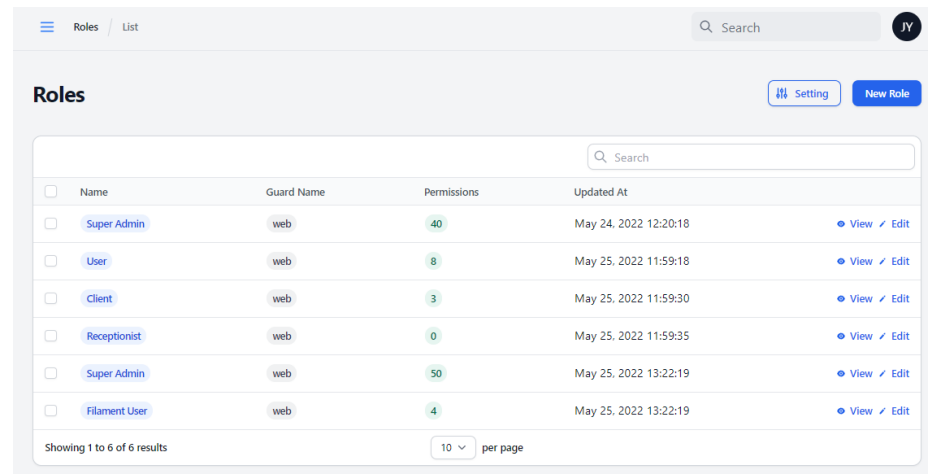 Roles / List Search JY
Roles Setting New Role
Search
Name Guard Name Permissions Updated At
Super Admin web 40 May 24, 2022 12:20:18 View Edit
User web 8 May 25, 2022 11:59:18 View Edit
Client web 3 May 25, 2022 11:59:30 View Edit
Receptionist web 0 May 25, 2022 11:59:35 View Edit
Super Admin web 50 May 25, 2022 13:22:19 View Edit
Filament User web 4 May 25, 2022 13:22:19 View Edit
Showing 1 to 6 of 6 results 10 per page